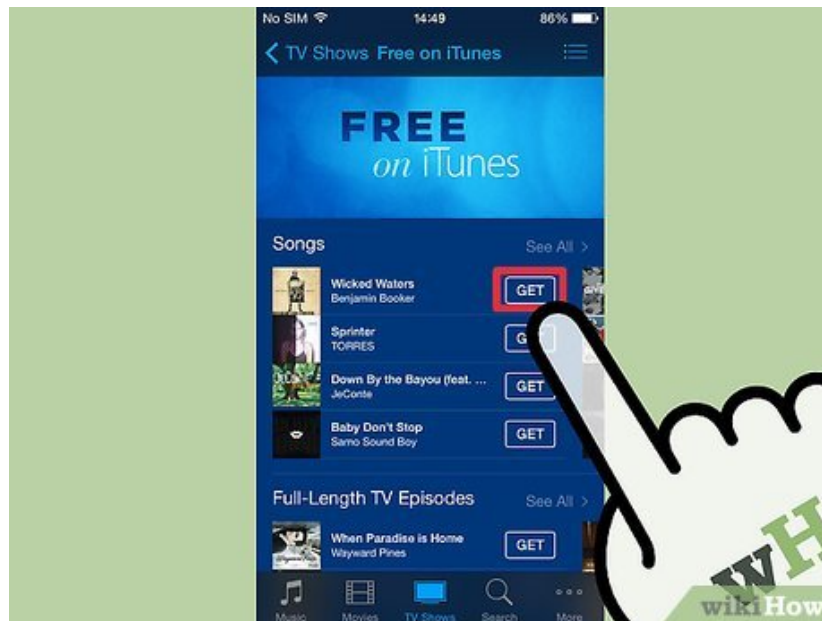 No SIM 14:49 86%
TV Shows Free on iTunes
FREE
on iTunes
Songs See All >
Wicked Waters
Benjamin Booker
GET
Sprinter
TORRES
Down By the Bayou (feat. ...
JeConte
GET
Baby Don't Stop
Samo Sound Boy
GET
Full-Length TV Episodes See All >
When Paradise is Home
Wayward Pines
GET
Music Movies TV Shows Search More
wikiHow